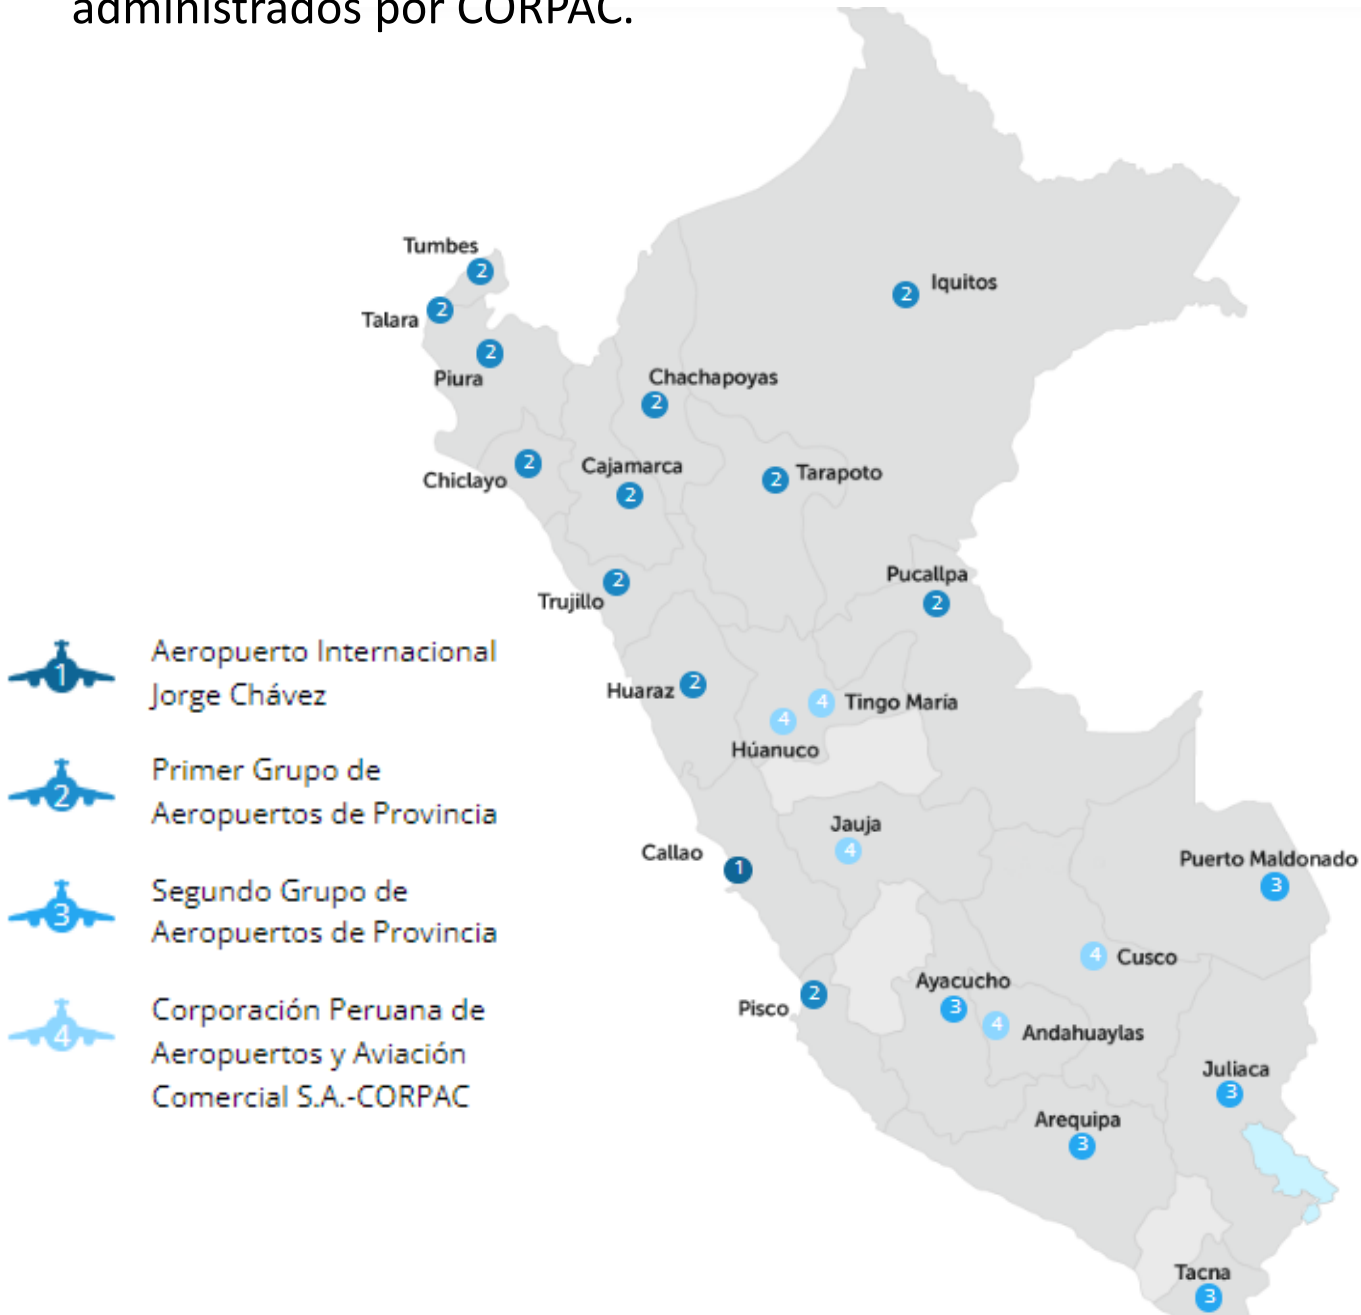 administrados por CORPAC.
Tumbes
2
Talara
2
Piura
2
Iquitos
2
Chachapoyas
2
Chiclayo
2
Cajamarca
2
Tarapoto
2
Trujillo
2
Pucallpa
2
Huaraz
2
Tingo María
4
Húanuco
4
Jauja
4
Callao
1
Puerto Maldonado
3
Cusco
4
Ayacucho
3
Pisco
2
Andahuaylas
4
Juliaca
3
Arequipa
3
Tacna
3
1
Aeropuerto Internacional
Jorge Chávez
2
Primer Grupo de
Aeropuertos de Provincia
3
Segundo Grupo de
Aeropuertos de Provincia
4
Corporación Peruana de
Aeropuertos y Aviación
Comercial S.A.-CORPAC